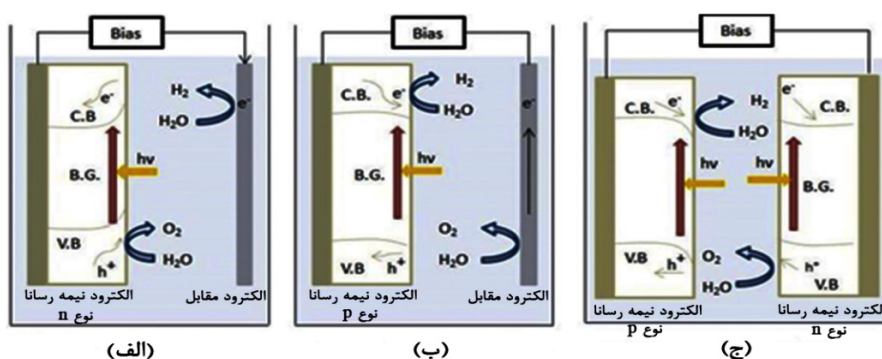 Bias
e-
C.B
H2
H2O
e-
B.G.
hv
V.B
O2
h+
H2O
الکترود نیمه رسانا
نوع n
الکترود مقابل
(الف)
Bias
C.B.
e-
H2
H2O
e-
B.G.
hv
V.B
O2
h+
H2O
الکترود نیمه رسانا
نوع p
الکترود مقابل
(ب)
Bias
C.B.
e-
H2
H2O
e-
C.B.
B.G.
hv
hv
B.G.
V.B
h+
O2
H2O
h+
V.B
الکترود نیمه رسانا
نوع p
الکترود نیمه رسانا
نوع n
(ج)